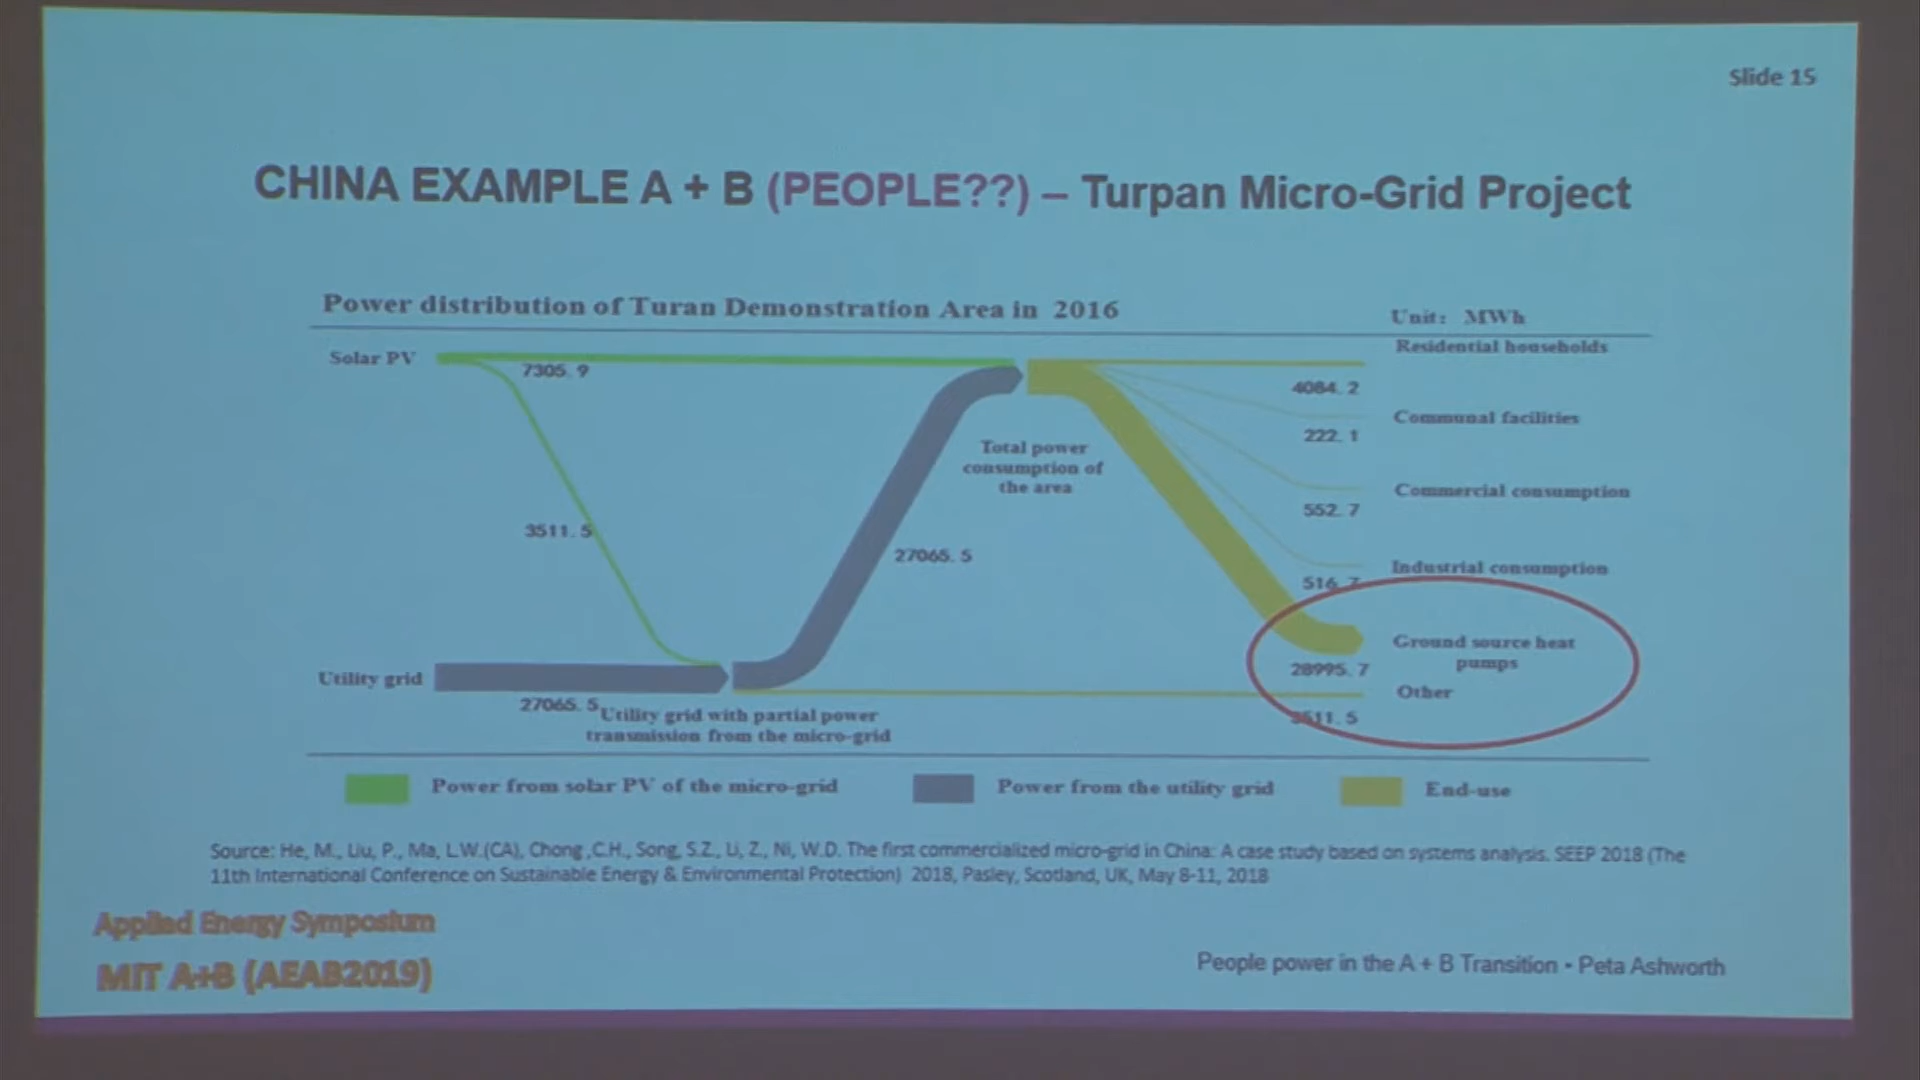 Slide 15
CHINA EXAMPLE A + B (PEOPLE??) – Turpan Micro-Grid Project
Power distribution of Turan Demonstration Area in 2016
Unit: MWh
Solar PV
7305. 9
Residential households
4084. 2
Communal facilities
222. 1
Total power
consumption of
the area
Commercial consumption
552. 7
3511. 5
27065. 5
Industrial consumption
516. 7
Ground source heat
pumps
28995. 7
Utility grid
27065. 5
Other
3511. 5
Utility grid with partial power
transmission from the micro-grid
Power from solar PV of the micro-grid
Power from the utility grid
End-use
Source: He, M., Liu, P., Ma, L.W.(CA), Chong ,C.H., Song, S.Z., Li, Z., Ni, W.D. The first commercialized micro-grid in China: A case study based on systems analysis. SEEP 2018 (The
11th International Conference on Sustainable Energy & Environmental Protection) 2018, Pasley, Scotland, UK, May 8-11, 2018
Applied Energy Symposium
MIT A+B (AEAB2019)
People power in the A + B Transition • Peta Ashworth